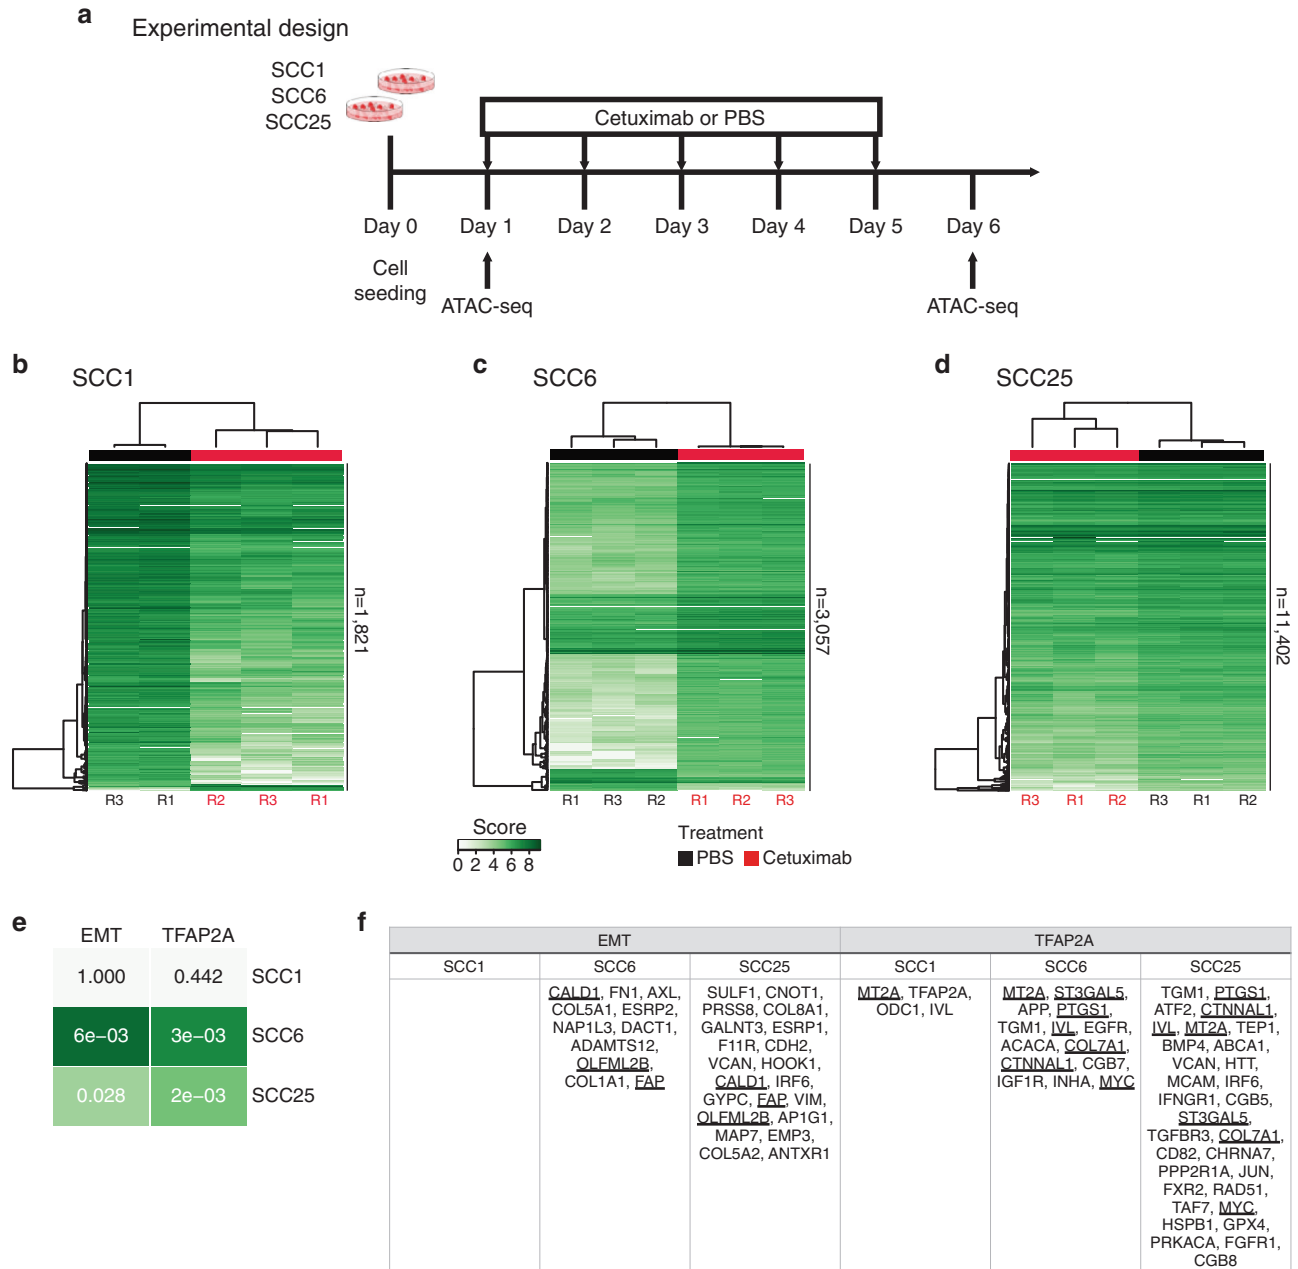 a
Experimental design
SCC1
SCC6
SCC25
Cetuximab or PBS
Day 0
Day 1
Day 2
Day 3
Day 4
Day 5
Day 6
Cell
seeding
ATAC-seq
ATAC-seq
b
SCC1
n=1,821
R3
R1
R2
R3
R1
c
SCC6
n=3,057
R1
R3
R2
R1
R2
R3
d
SCC25
n=11,402
R3
R1
R2
R3
R1
R2
Score
0 2 4 6 8
Treatment
PBS
Cetuximab
e
EMT
TFAP2A
1.000
0.442
SCC1
6e−03
3e−03
SCC6
0.028
2e−03
SCC25
f
EMT
TFAP2A
SCC1
SCC6
SCC25
SCC1
SCC6
SCC25
CALD1, FN1, AXL,
COL5A1, ESRP2,
NAP1L3, DACT1,
ADAMTS12,
OLFML2B,
COL1A1, FAP
SULF1, CNOT1,
PRSS8, COL8A1,
GALNT3, ESRP1,
F11R, CDH2,
VCAN, HOOK1,
CALD1, IRF6,
GYPC, FAP, VIM,
OLFML2B, AP1G1,
MAP7, EMP3,
COL5A2, ANTXR1
MT2A, TFAP2A,
ODC1, IVL
MT2A, ST3GAL5,
APP, PTGS1,
TGM1, IVL, EGFR,
ACACA, COL7A1,
CTNNAL1, CGB7,
IGF1R, INHA, MYC
TGM1, PTGS1,
ATF2, CTNNAL1,
IVL, MT2A, TEP1,
BMP4, ABCA1,
VCAN, HTT,
MCAM, IRF6,
IFNGR1, CGB5,
ST3GAL5,
TGFBR3, COL7A1,
CD82, CHRNA7,
PPP2R1A, JUN,
FXR2, RAD51,
TAF7, MYC,
HSPB1, GPX4,
PRKACA, FGFR1,
CGB8